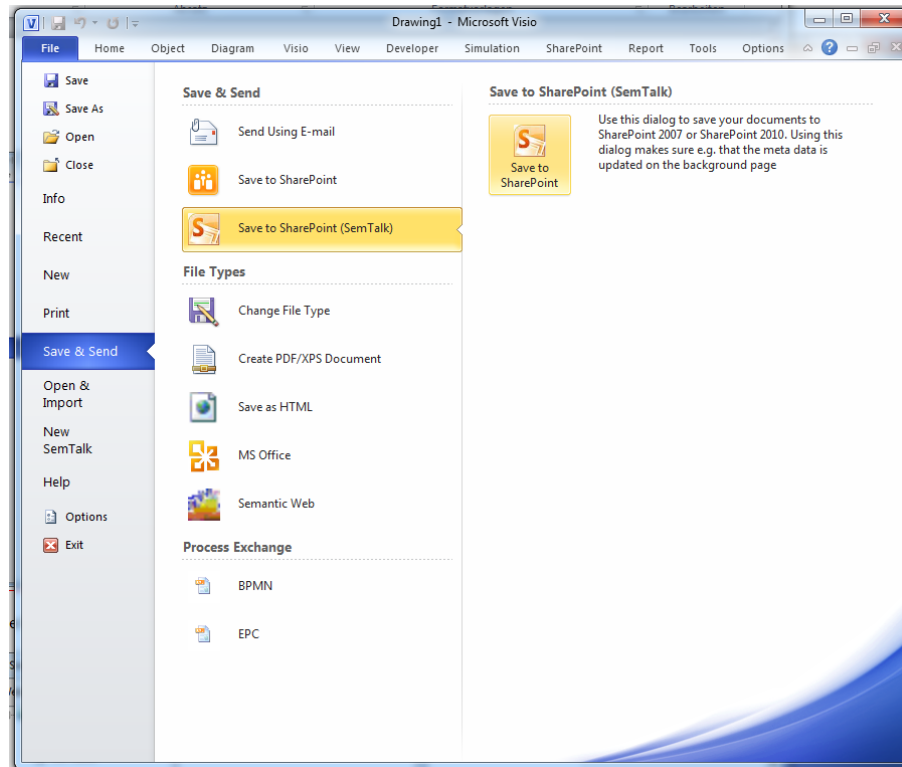 Drawing1 - Microsoft Visio
File Home Object Diagram Visio View Developer Simulation SharePoint Report Tools Options
Save
Save As
Open
Close
Info
Recent
New
Print
Save & Send
Open &
Import
New
SemTalk
Help
Options
Exit
Save & Send
Send Using E-mail
Save to SharePoint
Save to SharePoint (SemTalk)
File Types
Change File Type
Create PDF/XPS Document
Save as HTML
MS Office
Semantic Web
Process Exchange
BPMN
EPC
Save to SharePoint (SemTalk)
Save to
SharePoint
Use this dialog to save your documents to
SharePoint 2007 or SharePoint 2010. Using this
dialog makes sure e.g. that the meta data is
updated on the background page